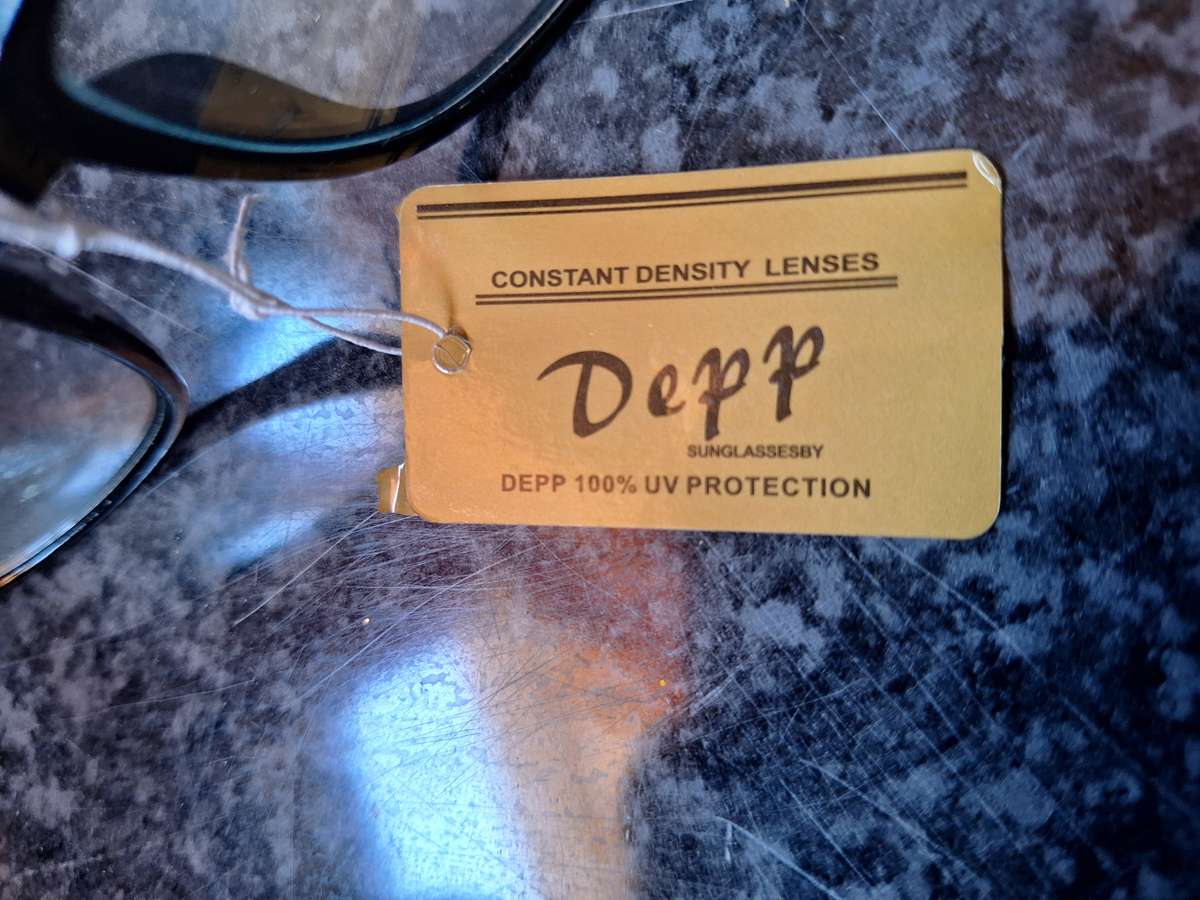 CONSTANT DENSITY LENSES
Depp
SUNGLASSESBY
DEPP 100% UV PROTECTION